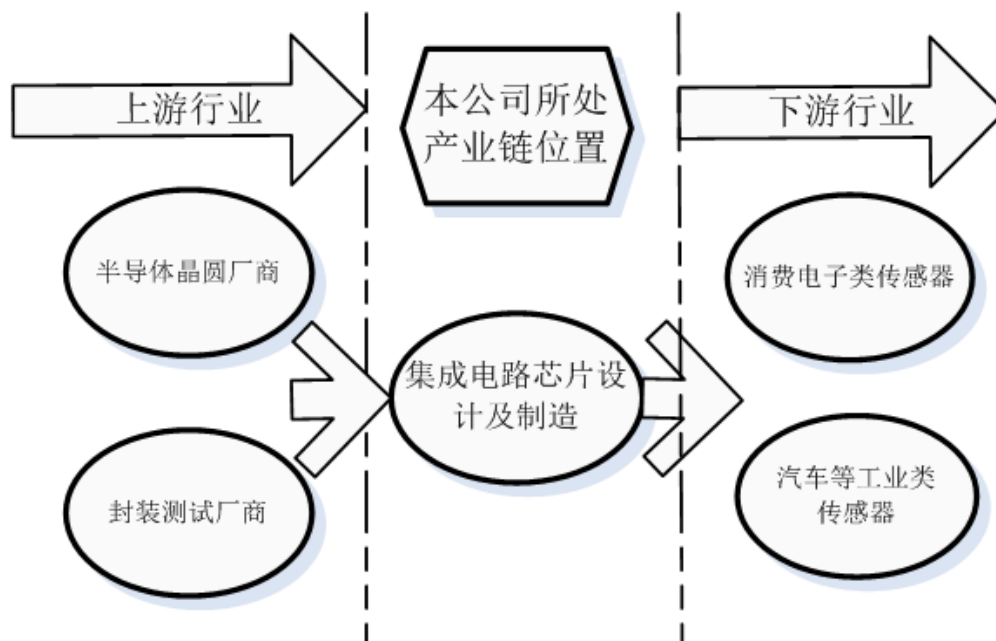 上游行业
本公司所处
产业链位置
下游行业
半导体晶圆厂商
消费电子类传感器
集成电路芯片设
计及制造
封装测试厂商
汽车等工业类
传感器